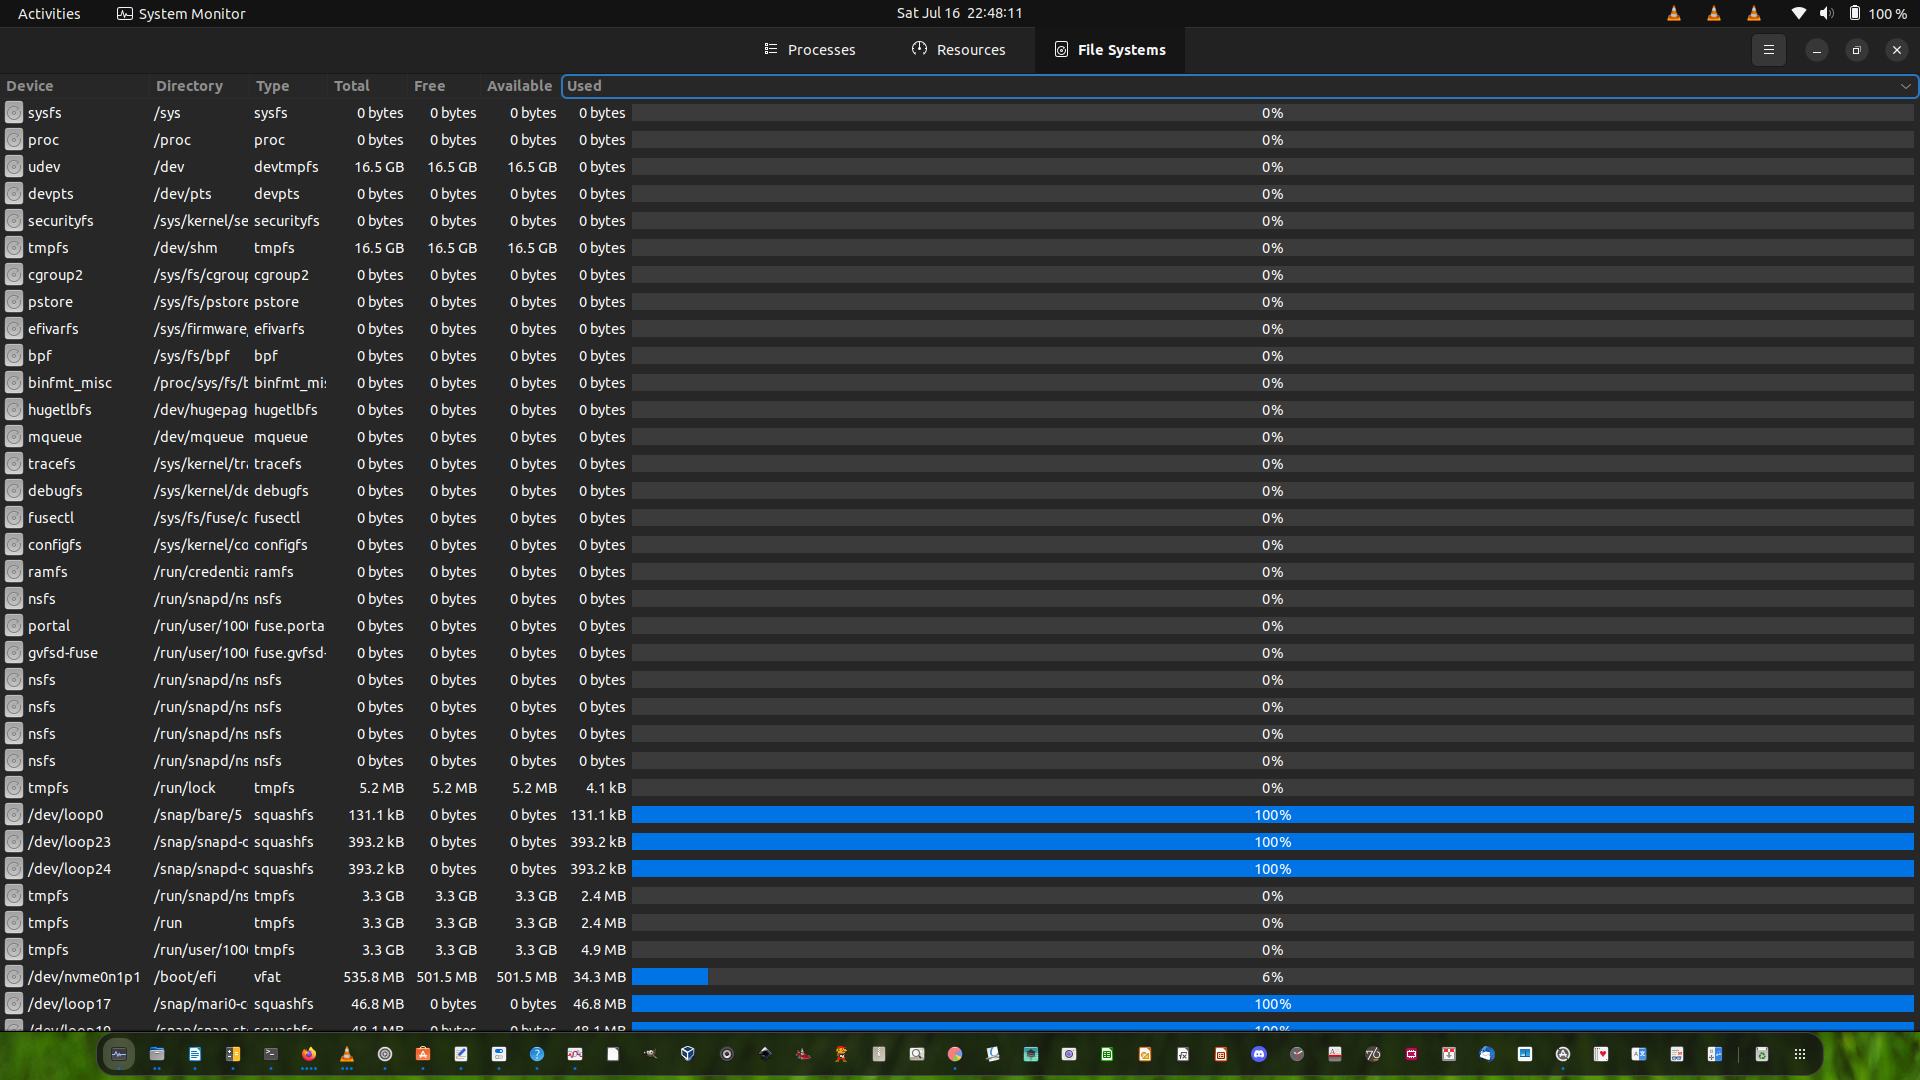 Activities System Monitor Sat Jul 16 22:48:11 100 %
Processes Resources File Systems
Device Directory Type Total Free Available Used
sysfs /sys sysfs 0 bytes 0 bytes 0 bytes 0 bytes 0%
proc /proc proc 0 bytes 0 bytes 0 bytes 0 bytes 0%
udev /dev devtmpfs 16.5 GB 16.5 GB 16.5 GB 0 bytes 0%
devpts /dev/pts devpts 0 bytes 0 bytes 0 bytes 0 bytes 0%
securityfs /sys/kernel/se securityfs 0 bytes 0 bytes 0 bytes 0 bytes 0%
tmpfs /dev/shm tmpfs 16.5 GB 16.5 GB 16.5 GB 0 bytes 0%
cgroup2 /sys/fs/cgroup cgroup2 0 bytes 0 bytes 0 bytes 0 bytes 0%
pstore /sys/fs/pstore pstore 0 bytes 0 bytes 0 bytes 0 bytes 0%
efivarfs /sys/firmware/ efivarfs 0 bytes 0 bytes 0 bytes 0 bytes 0%
bpf /sys/fs/bpf bpf 0 bytes 0 bytes 0 bytes 0 bytes 0%
binfmt_misc /proc/sys/fs/b binfmt_mis 0 bytes 0 bytes 0 bytes 0 bytes 0%
hugetlbfs /dev/hugepag hugetlbfs 0 bytes 0 bytes 0 bytes 0 bytes 0%
mqueue /dev/mqueue mqueue 0 bytes 0 bytes 0 bytes 0 bytes 0%
tracefs /sys/kernel/tra tracefs 0 bytes 0 bytes 0 bytes 0 bytes 0%
debugfs /sys/kernel/de debugfs 0 bytes 0 bytes 0 bytes 0 bytes 0%
fusectl /sys/fs/fuse/c fusectl 0 bytes 0 bytes 0 bytes 0 bytes 0%
configfs /sys/kernel/co configfs 0 bytes 0 bytes 0 bytes 0 bytes 0%
ramfs /run/credentia ramfs 0 bytes 0 bytes 0 bytes 0 bytes 0%
nsfs /run/snapd/ns nsfs 0 bytes 0 bytes 0 bytes 0 bytes 0%
portal /run/user/100 fuse.porta 0 bytes 0 bytes 0 bytes 0 bytes 0%
gvfsd-fuse /run/user/100 fuse.gvfsd- 0 bytes 0 bytes 0 bytes 0 bytes 0%
nsfs /run/snapd/ns nsfs 0 bytes 0 bytes 0 bytes 0 bytes 0%
nsfs /run/snapd/ns nsfs 0 bytes 0 bytes 0 bytes 0 bytes 0%
nsfs /run/snapd/ns nsfs 0 bytes 0 bytes 0 bytes 0 bytes 0%
nsfs /run/snapd/ns nsfs 0 bytes 0 bytes 0 bytes 0 bytes 0%
tmpfs /run/lock tmpfs 5.2 MB 5.2 MB 5.2 MB 4.1 kB 0%
/dev/loop0 /snap/bare/5 squashfs 131.1 kB 0 bytes 0 bytes 131.1 kB 100%
/dev/loop23 /snap/snapd-c squashfs 393.2 kB 0 bytes 0 bytes 393.2 kB 100%
/dev/loop24 /snap/snapd-c squashfs 393.2 kB 0 bytes 0 bytes 393.2 kB 100%
tmpfs /run/snapd/ns tmpfs 3.3 GB 3.3 GB 3.3 GB 2.4 MB 0%
tmpfs /run tmpfs 3.3 GB 3.3 GB 3.3 GB 2.4 MB 0%
tmpfs /run/user/100 tmpfs 3.3 GB 3.3 GB 3.3 GB 4.9 MB 0%
/dev/nvme0n1p1 /boot/efi vfat 535.8 MB 501.5 MB 501.5 MB 34.3 MB 6%
/dev/loop17 /snap/mari0-c squashfs 46.8 MB 0 bytes 0 bytes 46.8 MB 100%
/dev/loop19 /snap/snap-st squashfs 48.1 MB 0 bytes 0 bytes 48.1 MB 100%